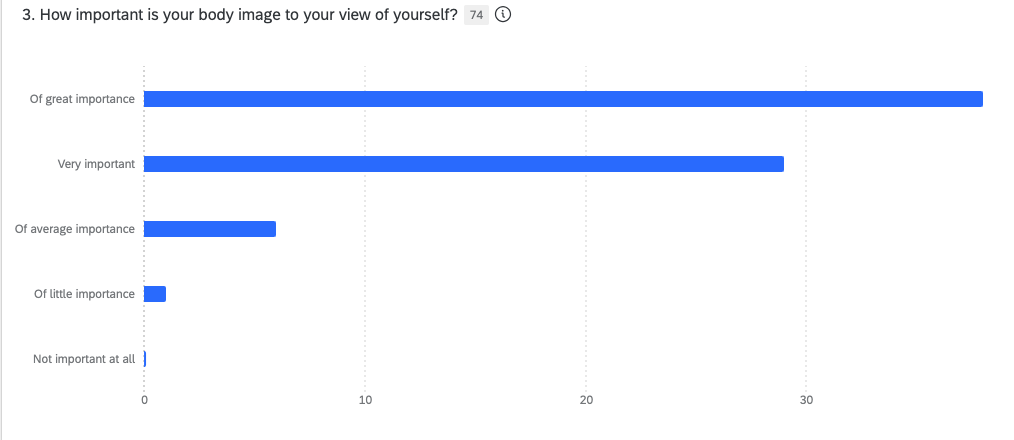 3. How important is your body image to your view of yourself? 74
Of great importance
Very important
Of average importance
Of little importance
Not important at all
0 10 20 30